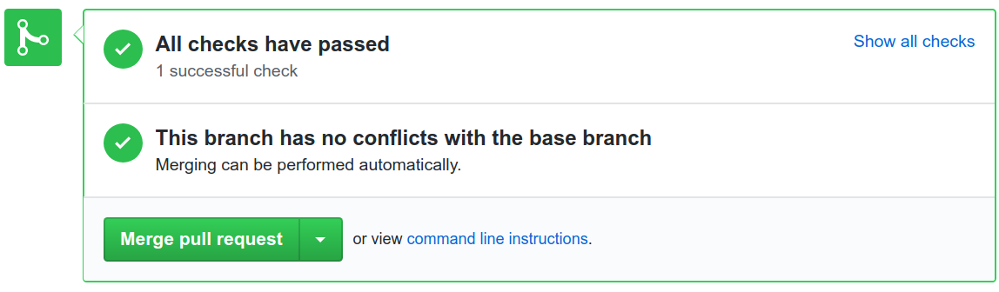 All checks have passed
Show all checks
1 successful check
This branch has no conflicts with the base branch
Merging can be performed automatically.
Merge pull request
or view command line instructions.